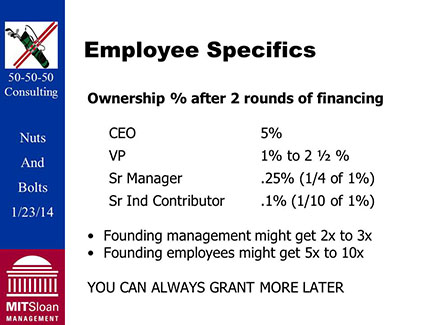 Employee Specifics
50-50-50
Consulting
Nuts
And
Bolts
1/23/14
MITSloan
MANAGEMENT
Ownership % after 2 rounds of financing
CEO 5%
VP 1% to 2 ½ %
Sr Manager .25% (1/4 of 1%)
Sr Ind Contributor .1% (1/10 of 1%)
• Founding management might get 2x to 3x
• Founding employees might get 5x to 10x
YOU CAN ALWAYS GRANT MORE LATER